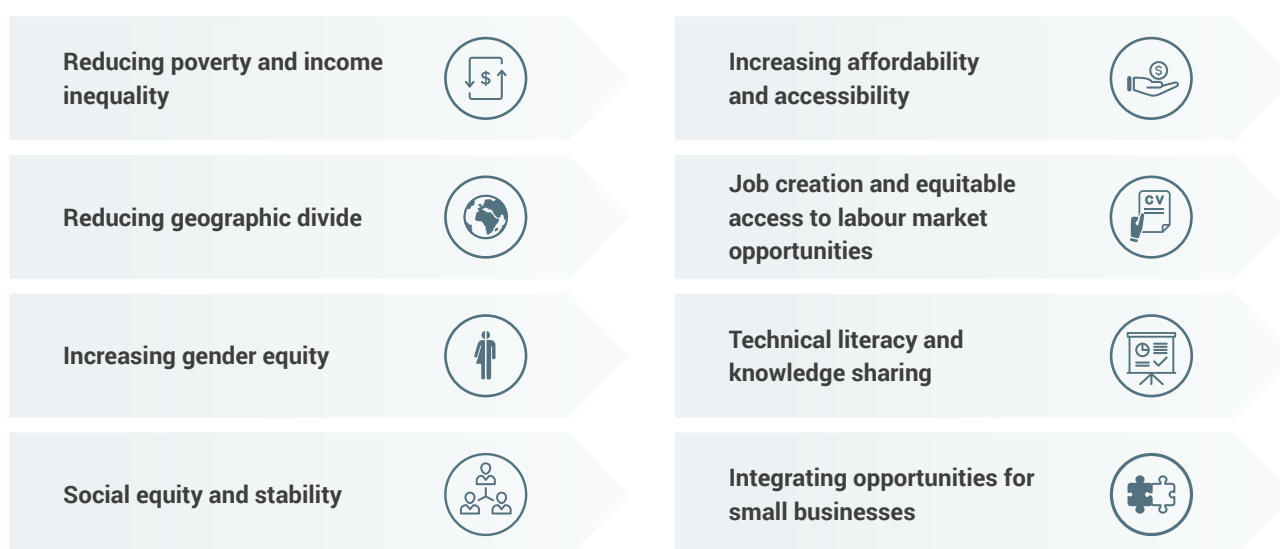 Reducing poverty and income
inequality
$
Reducing geographic divide
Increasing gender equity
Social equity and stability
Increasing affordability
and accessibility
$
Job creation and equitable
access to labour market
opportunities
CV
Technical literacy and
knowledge sharing
Integrating opportunities for
small businesses